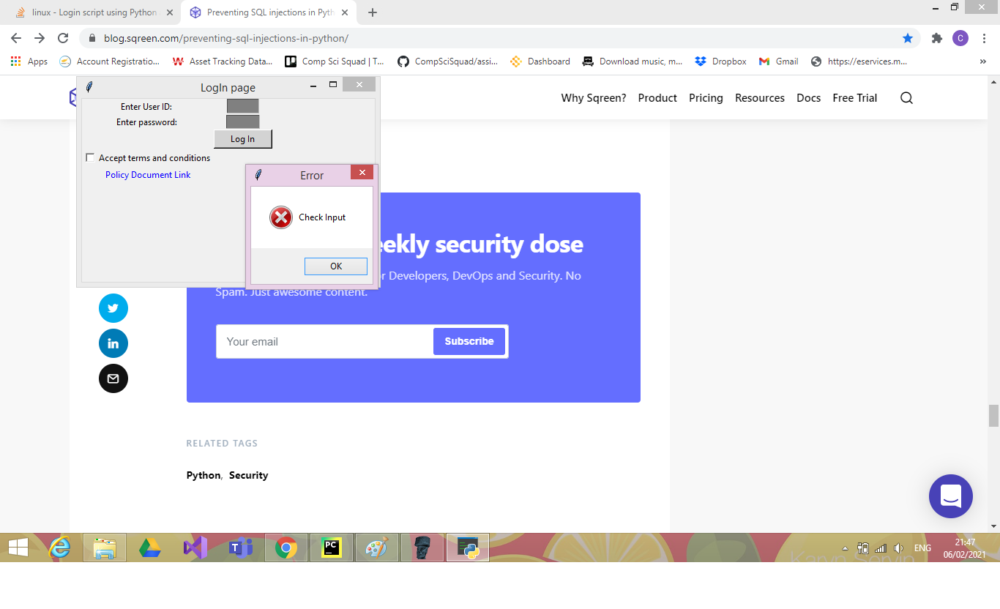 linux - Login script using Python
Preventing SQL injections in Pyth
blog.sqreen.com/preventing-sql-injections-in-python/
C
Apps
Account Registratio...
Asset Tracking Data...
Comp Sci Squad | T...
CompSciSquad/assi...
Dashboard
Download music, m...
Dropbox
Gmail
https://eservices.m...
»
LogIn page
Why Sqreen?
Product
Pricing
Resources
Docs
Free Trial
Enter User ID:
Enter password:
Log In
Accept terms and conditions
Policy Document Link
Error
Check Input
OK
eekly security dose
r Developers, DevOps and Security. No
Spam. Just awesome content.
Your email
Subscribe
RELATED TAGS
Python, Security
PC
ENG
21:47
06/02/2021